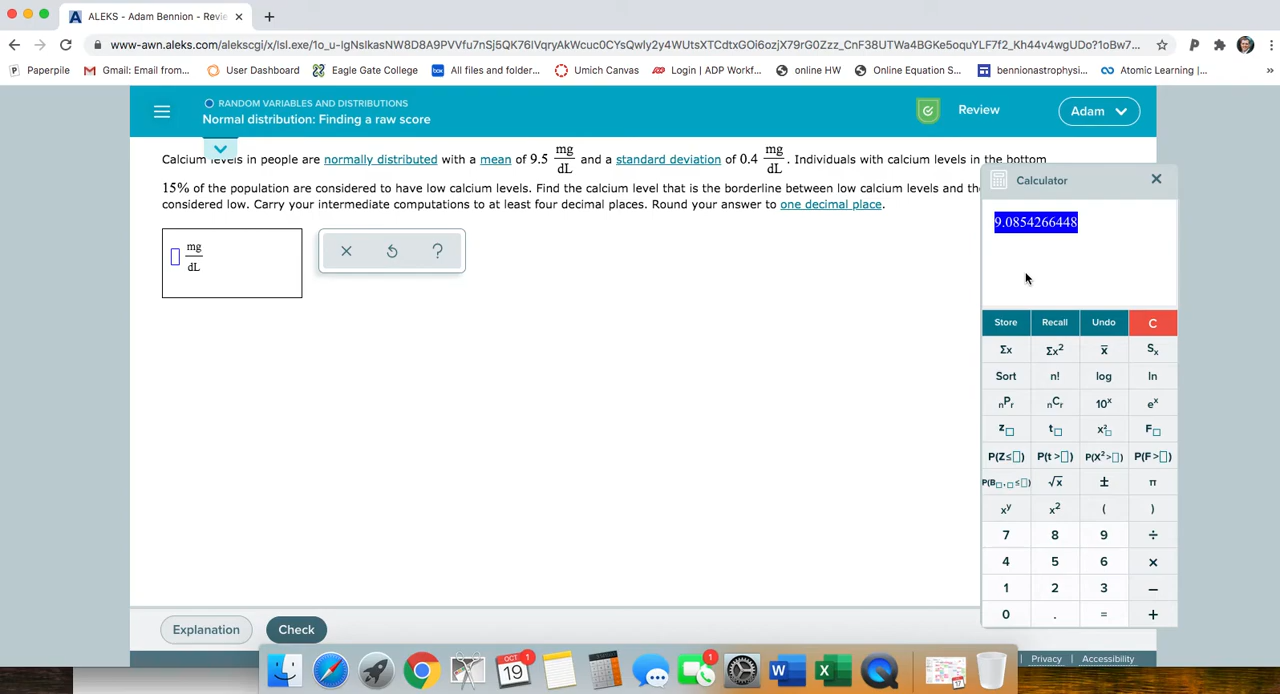 ALEKS - Adam Bennion - Revie
www-awn.aleks.com/alekscgi/x/Isl.exe/1o_u-IgNsIkasNW8D8A9PVVfu7nSj5QK76IVqryAkWcuc0CYsQwIy2y4WUtsXTCdtxGOi6ozjX79rG0Zzz_CnF38UTWa4BGKe5oquYLF7f2_Kh44v4wgUDo?1oBw7...
Paperpile
Gmail: Email from...
User Dashboard
Eagle Gate College
box
All files and folder...
Umich Canvas
Login | ADP Workf...
online HW
Online Equation S...
bennionastrophysi...
Atomic Learning |...
»
RANDOM VARIABLES AND DISTRIBUTIONS
Normal distribution: Finding a raw score
Review
Adam
Calcium levels in people are normally distributed with a mean of 9.5 mg/dL and a standard deviation of 0.4 mg/dL. Individuals with calcium levels in the bottom
15% of the population are considered to have low calcium levels. Find the calcium level that is the borderline between low calcium levels and th
considered low. Carry your intermediate computations to at least four decimal places. Round your answer to one decimal place.
mg
dL
?
Calculator
9.0854266448
Store Recall Undo C
Σx Σx² x̄ Sx
Sort n! log ln
nPr nCr 10ˣ eˣ
z□ t□ x²□ F□
P(Z≤□) P(t >□) P(X²>□) P(F >□)
P(B□,□≤□) √x ± π
xʸ x² ( )
7 8 9 ÷
4 5 6 ×
1 2 3 −
0 . = +
Explanation
Check
Privacy
Accessibility
OCT
19
1
1
W
X
17